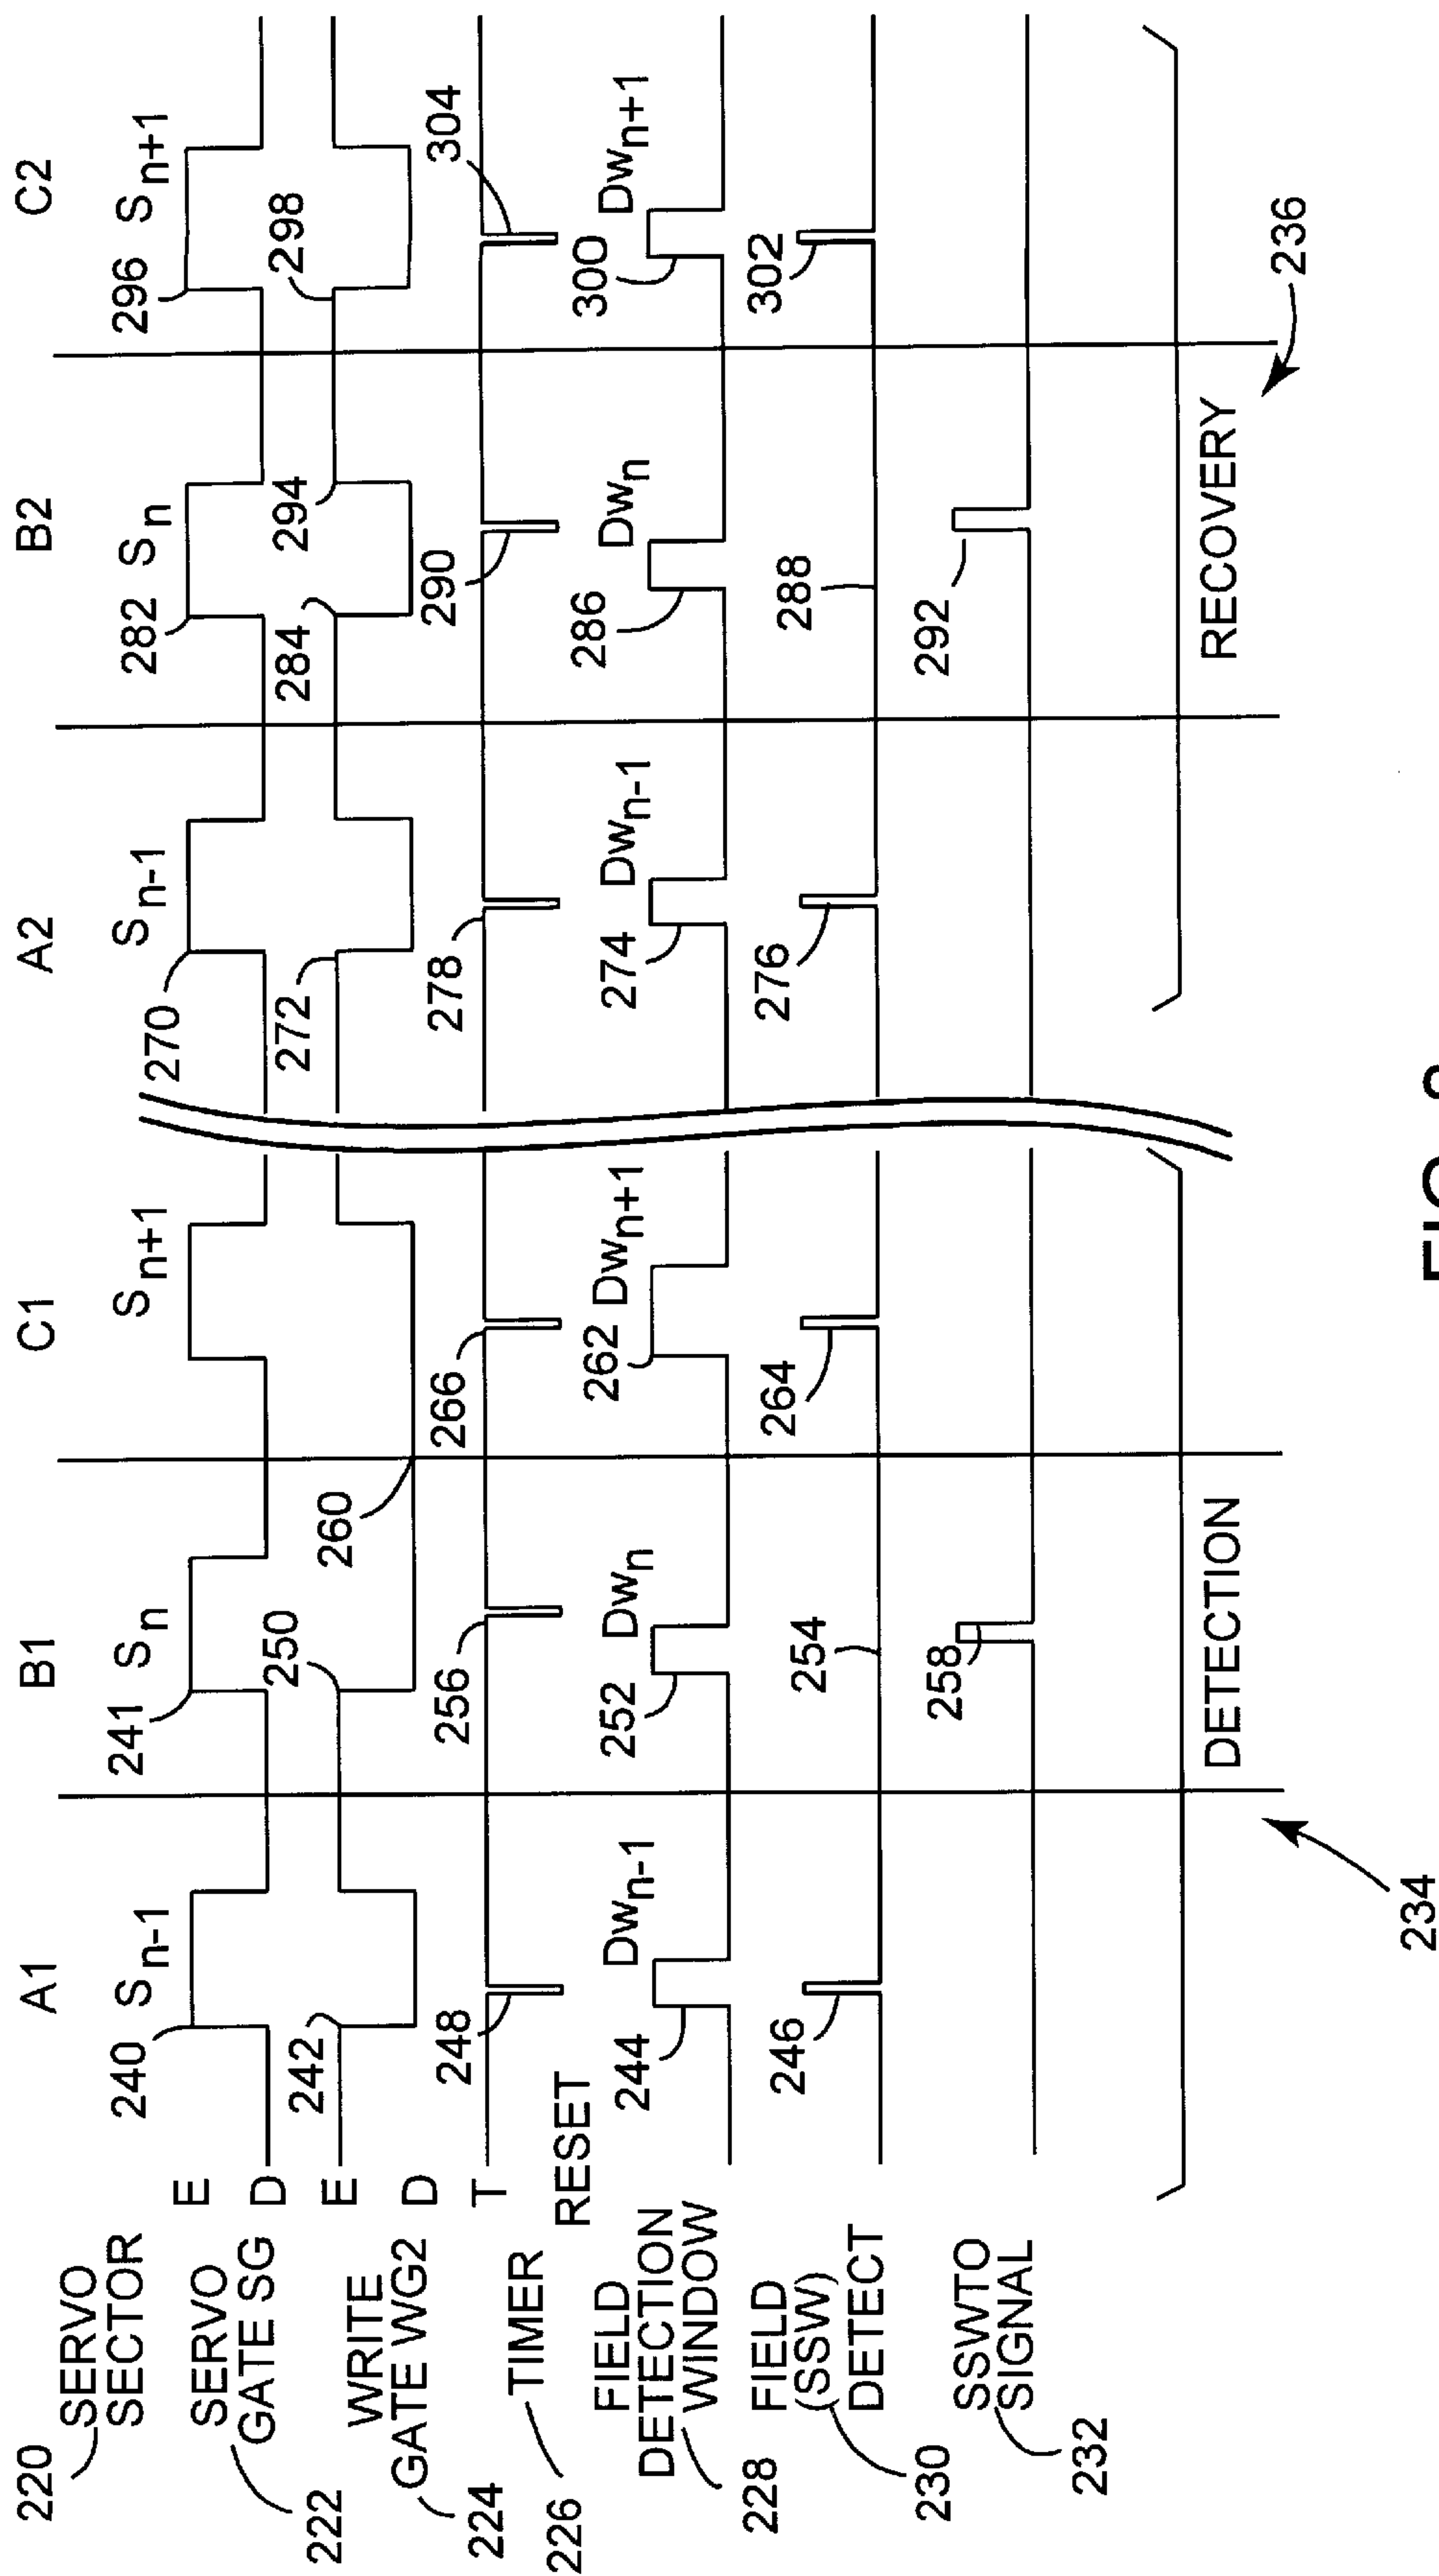 A1 B1 C1 A2 B2 C2
220 SERVO
SECTOR
S n-1
S n
S n+1
S n-1
S n
S n+1
240
241
270
282
296
222 SERVO
GATE SG
E
D
224 WRITE
GATE WG2
E
D
242
250
260
272
284
294
298
226 TIMER
T
RESET
248
256
266
278
290
304
228 FIELD
DETECTION
WINDOW
Dw n-1
Dw n
Dw n+1
Dw n-1
Dw n
Dw n+1
244
252
262
274
286
300
230 FIELD
(SSW)
DETECT
246
254
264
276
288
302
232 SSWTO
SIGNAL
258
292
DETECTION
RECOVERY
234
236